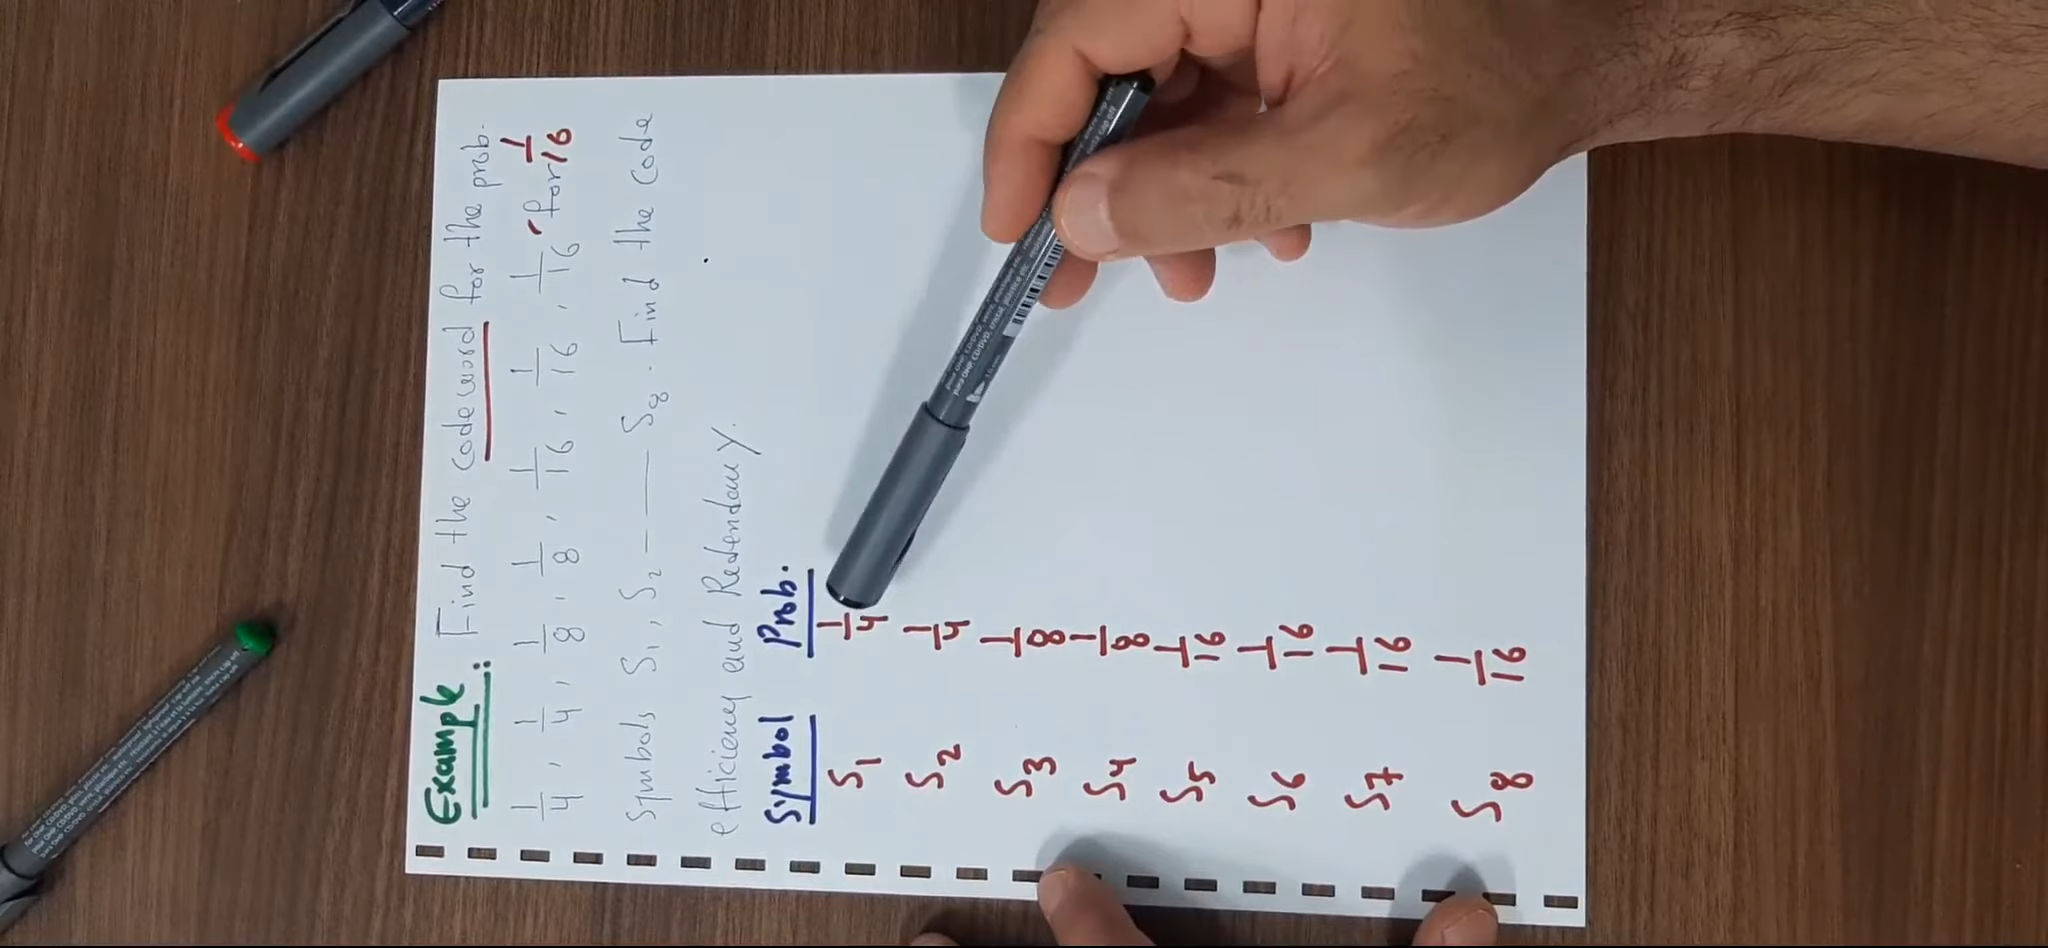 Example: Find the codeword for the prob.
1/4, 1/4, 1/8, 1/8, 1/16, 1/16, 1/16, for 1/16
Symbols S1, S2 —— S8. Find the code
efficiency and Redendancy.
Symbol Prob.
S1 1/4
S2 1/4
S3 1/8
S4 1/8
S5 1/16
S6 1/16
S7 1/16
S8 1/16